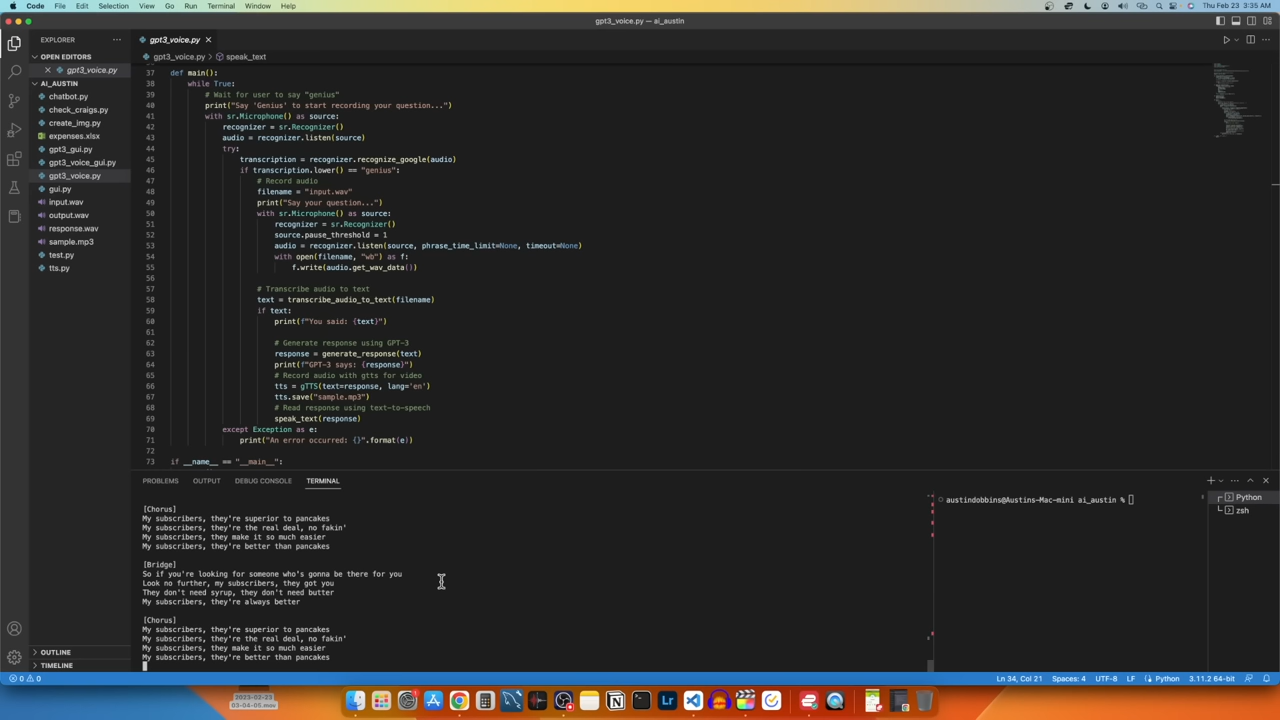 Code File Edit Selection View Go Run Terminal Window Help
Thu Feb 23 3:35 AM
gpt3_voice.py — ai_austin
EXPLORER
OPEN EDITORS
gpt3_voice.py
AI_AUSTIN
chatbot.py
check_craigs.py
create_img.py
expenses.xlsx
gpt3_gui.py
gpt3_voice_gui.py
gpt3_voice.py
gui.py
input.wav
output.wav
response.wav
sample.mp3
test.py
tts.py
OUTLINE
TIMELINE
gpt3_voice.py
gpt3_voice.py > speak_text
37 def main():
38 while True:
39 # Wait for user to say "genius"
40 print("Say 'Genius' to start recording your question...")
41 with sr.Microphone() as source:
42 recognizer = sr.Recognizer()
43 audio = recognizer.listen(source)
44 try:
45 transcription = recognizer.recognize_google(audio)
46 if transcription.lower() == "genius":
47 # Record audio
48 filename = "input.wav"
49 print("Say your question...")
50 with sr.Microphone() as source:
51 recognizer = sr.Recognizer()
52 source.pause_threshold = 1
53 audio = recognizer.listen(source, phrase_time_limit=None, timeout=None)
54 with open(filename, "wb") as f:
55 f.write(audio.get_wav_data())
56
57 # Transcribe audio to text
58 text = transcribe_audio_to_text(filename)
59 if text:
60 print(f"You said: {text}")
61
62 # Generate response using GPT-3
63 response = generate_response(text)
64 print(f"GPT-3 says: {response}")
65 # Record audio with gtts for video
66 tts = gTTS(text=response, lang='en')
67 tts.save("sample.mp3")
68 # Read response using text-to-speech
69 speak_text(response)
70 except Exception as e:
71 print("An error occurred: {}".format(e))
72
73 if __name__ == "__main__":
PROBLEMS OUTPUT DEBUG CONSOLE TERMINAL
[Chorus]
My subscribers, they're superior to pancakes
My subscribers, they're the real deal, no fakin'
My subscribers, they make it so much easier
My subscribers, they're better than pancakes
[Bridge]
So if you're looking for someone who's gonna be there for you
Look no further, my subscribers, they got you
They don't need syrup, they don't need butter
My subscribers, they're always better
[Chorus]
My subscribers, they're superior to pancakes
My subscribers, they're the real deal, no fakin'
My subscribers, they make it so much easier
My subscribers, they're better than pancakes
austindobbins@Austins-Mac-mini ai_austin %
Python
zsh
0 0
Ln 34, Col 21 Spaces: 4 UTF-8 LF Python 3.11.2 64-bit
2023-02-23
03-04-05.mov